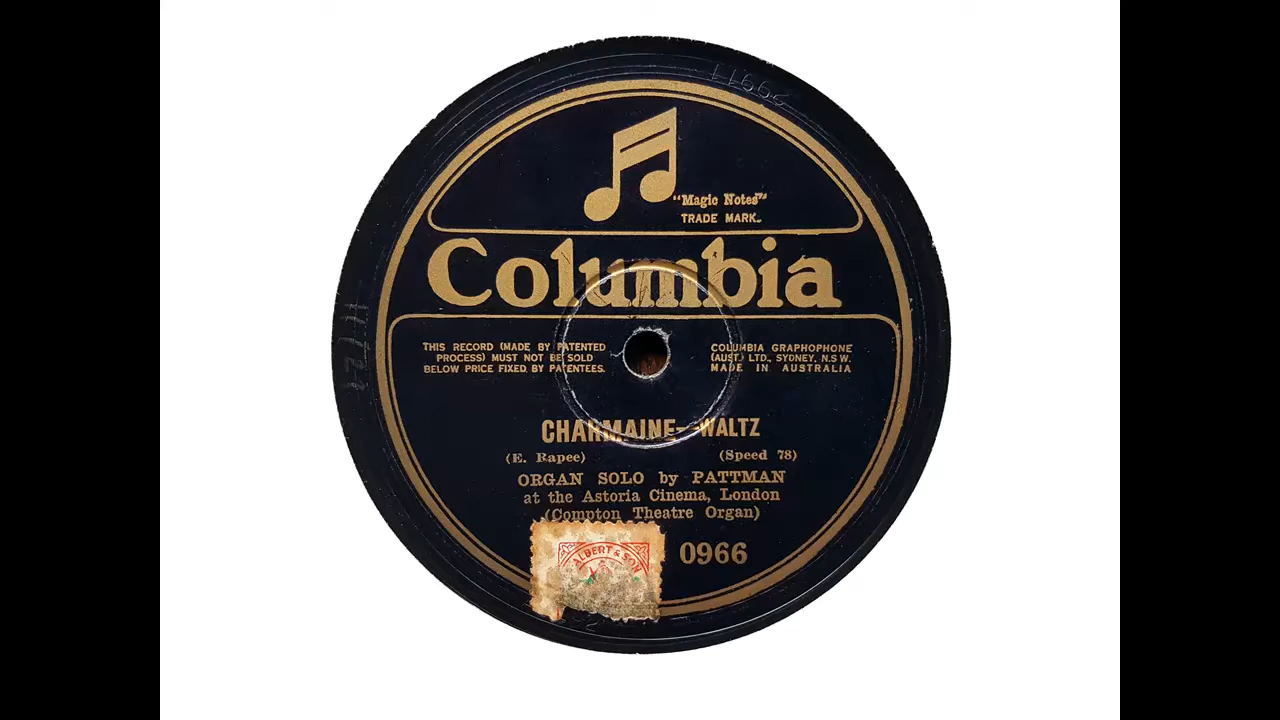 "Magic Notes"
TRADE MARK.
Columbia
THIS RECORD (MADE BY PATENTED
PROCESS) MUST NOT BE SOLD
BELOW PRICE FIXED BY PATENTEES.
COLUMBIA GRAPHOPHONE
(AUST.) LTD., SYDNEY, N.S.W.
MADE IN AUSTRALIA
CHARMAINE—WALTZ
(E. Rapee) (Speed 78)
ORGAN SOLO by PATTMAN
at the Astoria Cinema, London
(Compton Theatre Organ)
ALBERT & SON
0966